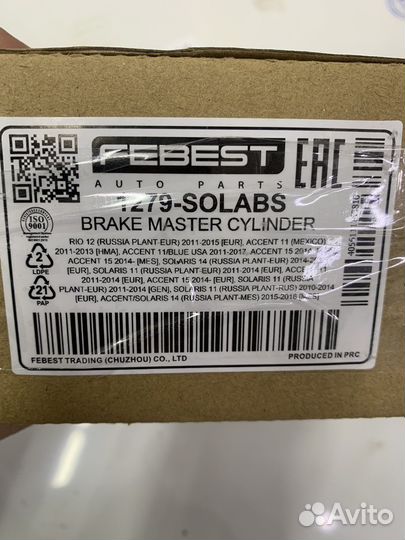 FEBEST
AUTO PARTS
EAC
1279-SOLABS
BRAKE MASTER CYLINDER
ISO
9001
2
LDPE
21
PAP
RIO 12 (RUSSIA PLANT-EUR) 2011-2015 [EUR], ACCENT 11 (MEXICO)
2011-2013 [HMA], ACCENT 11/BLUE USA 2011-2017, ACCENT 15
ACCENT 15 2014- [MES], SOLARIS 14 (RUSSIA PLANT-EUR) 2014-
[EUR], SOLARIS 11 (RUSSIA PLANT-EUR) 2011-2014 [EUR], ACCENT 11
2011-2014 [EUR], ACCENT 15 2014- [EUR], SOLARIS 11 (RUSSIA
PLANT-EUR) 2011-2014 [GEN], SOLARIS 11 (RUSSIA PLANT-RUS) 2010-2014
[EUR], ACCENT/SOLARIS 14 (RUSSIA PLANT-MES) 2015-2018 [MES]
FEBEST TRADING (CHUZHOU) CO., LTD
PRODUCED IN PRC
Avito